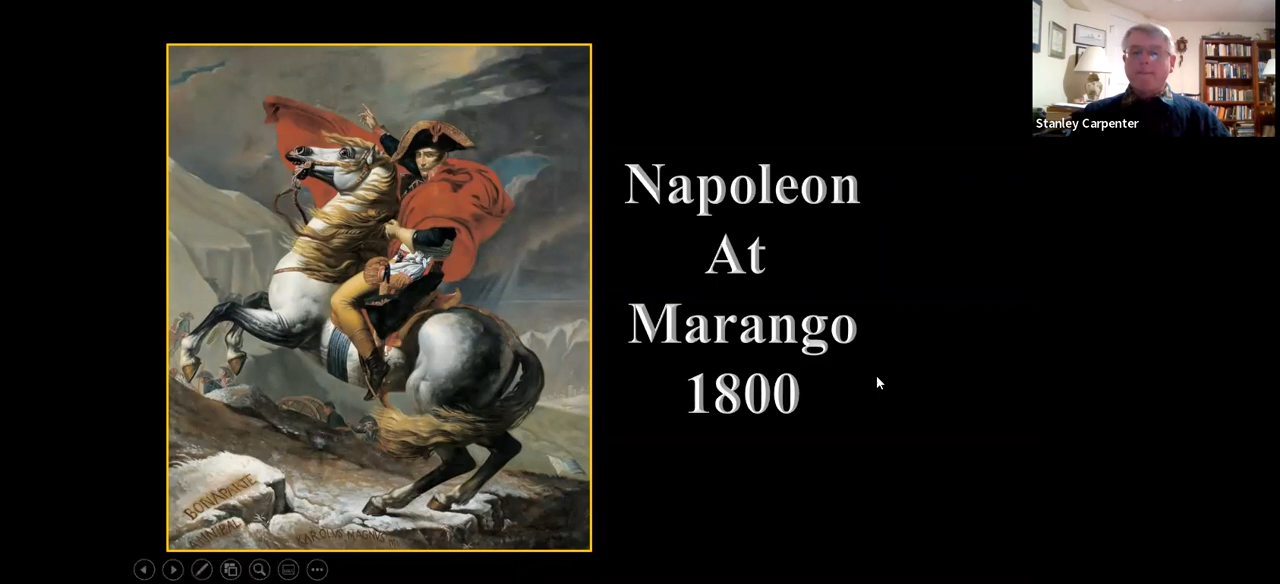 Stanley Carpenter
Napoleon
At
Marango
1800
BONAPARTE
KAROLUS MAGNUS